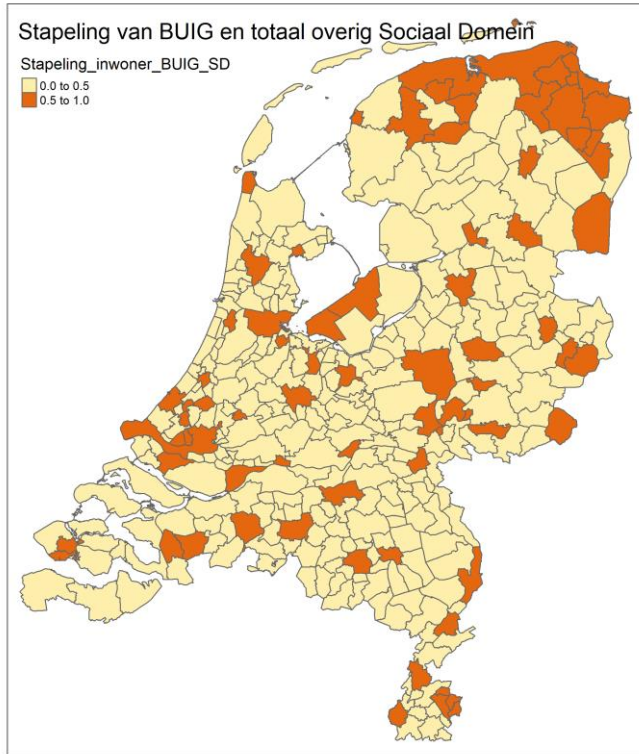 Stapeling van BUIG en totaal overig Sociaal Domein
Stapeling_inwoner_BUIG_SD
0.0 to 0.5
0.5 to 1.0